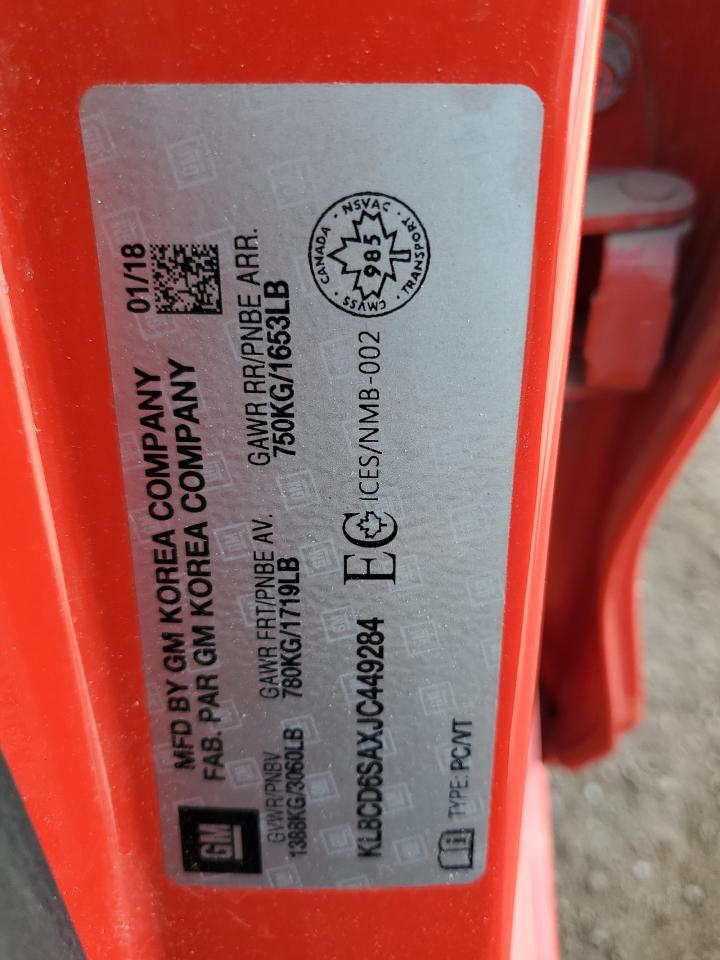 GM
MFD BY GM KOREA COMPANY
01/18
FAB. PAR GM KOREA COMPANY
GVWR/PNBV
1388KG/3060LB
GAWR FRT/PNBE AV.
780KG/1719LB
GAWR RR/PNBE ARR.
750KG/1653LB
KL8CD6SAXJC449284
EC ICES/NMB-002
CANADA · NSVAC · TRANSPORT · CMVSS ·
985
TYPE: PC/VT